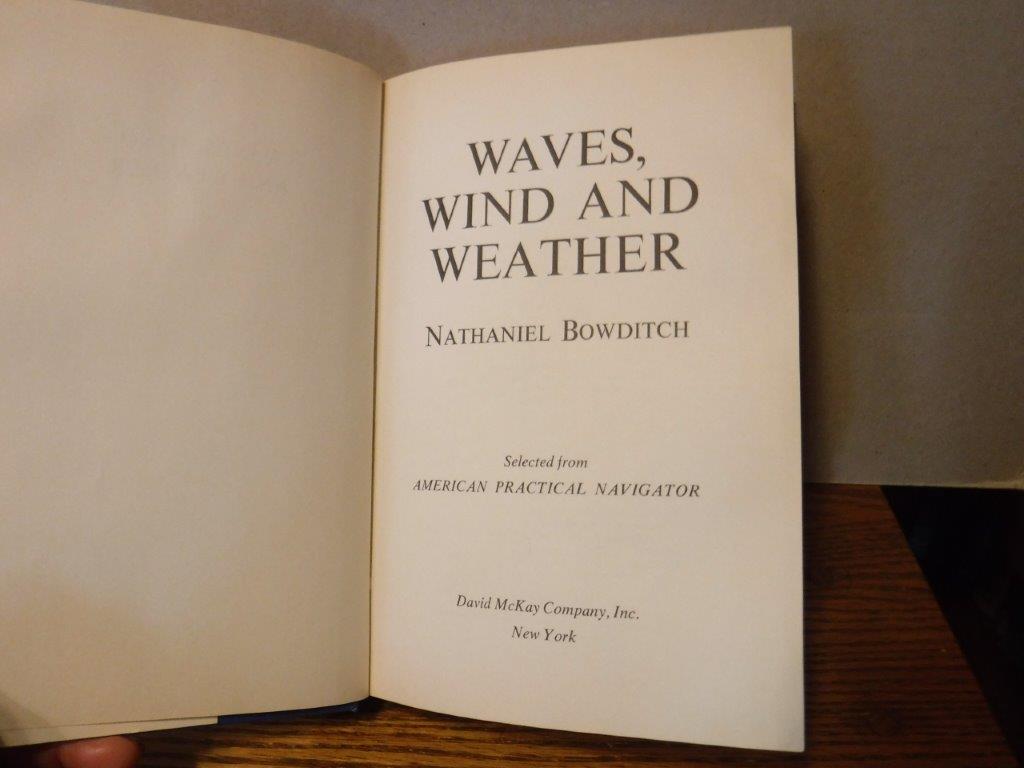 WAVES,
WIND AND
WEATHER
NATHANIEL BOWDITCH
Selected from
AMERICAN PRACTICAL NAVIGATOR
David McKay Company, Inc.
New York